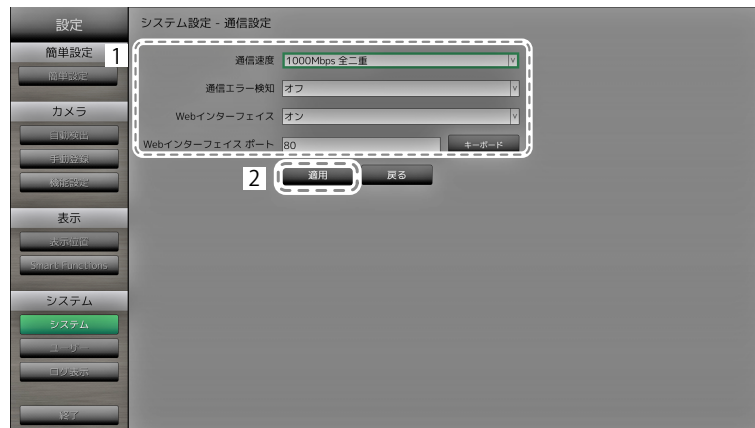 設定
簡単設定
簡単設定
カメラ
自動検出
手動登録
機能設定
表示
表示位置
Smart Functions
システム
システム
ユーザー
ログ表示
終了
システム設定 - 通信設定
1
通信速度 1000Mbps 全二重
通信エラー検知 オフ
Webインターフェイス オン
Webインターフェイス ポート 80 キーボード
2 適用 戻る